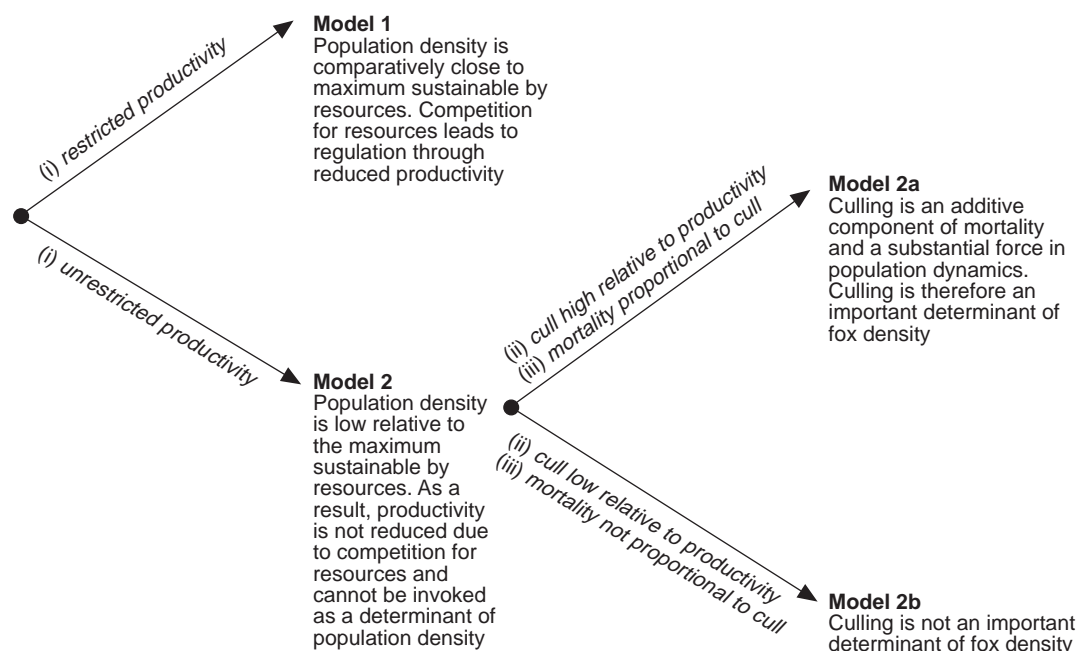 Model 1
Population density is
comparatively close to
maximum sustainable by
resources. Competition
for resources leads to
regulation through
reduced productivity
(i) restricted productivity
(i) unrestricted productivity
Model 2
Population density
is low relative to
the maximum
sustainable by
resources. As a
result, productivity
is not reduced due
to competition for
resources and
cannot be invoked
as a determinant of
population density
(ii) cull high relative to productivity
(iii) mortality proportional to cull
Model 2a
Culling is an additive
component of mortality
and a substantial force in
population dynamics.
Culling is therefore an
important determinant of
fox density
(ii) cull low relative to productivity
(iii) mortality not proportional to cull
Model 2b
Culling is not an important
determinant of fox density